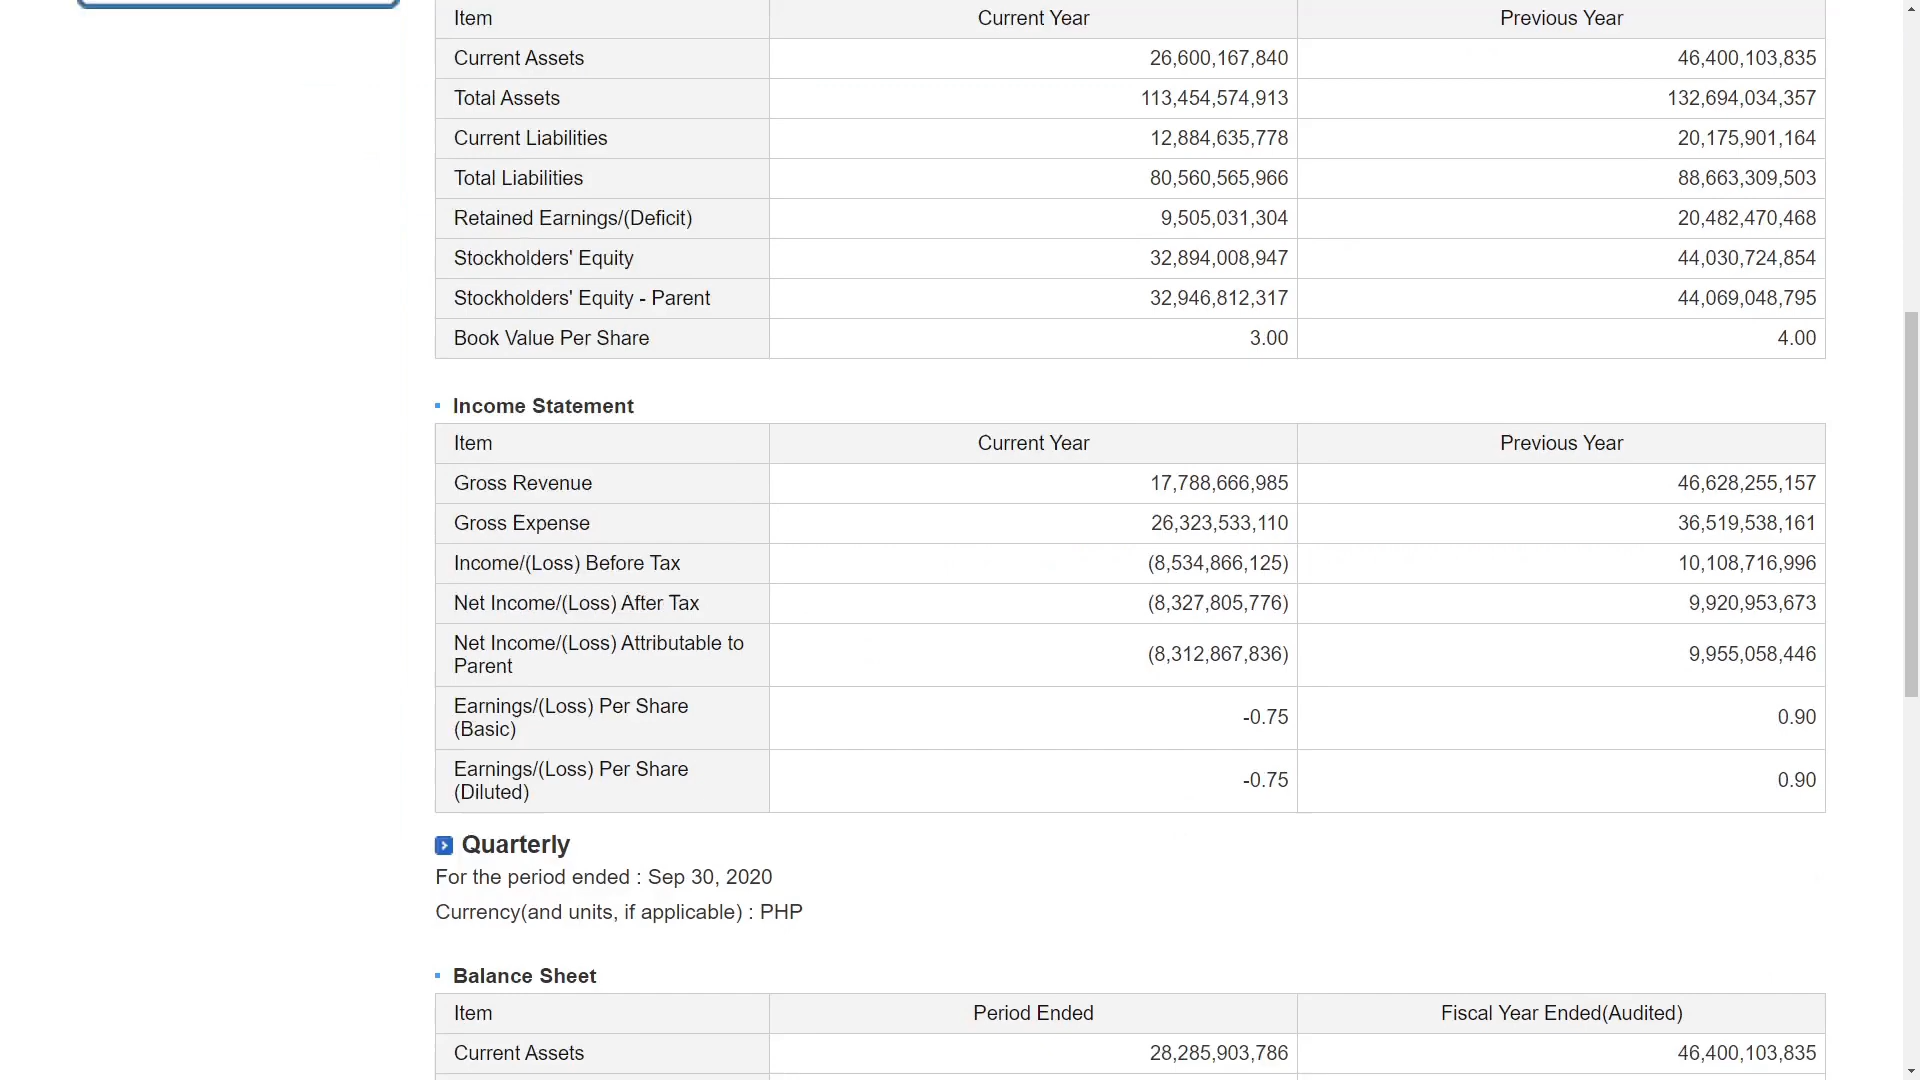 Item Current Year Previous Year
Current Assets 26,600,167,840 46,400,103,835
Total Assets 113,454,574,913 132,694,034,357
Current Liabilities 12,884,635,778 20,175,901,164
Total Liabilities 80,560,565,966 88,663,309,503
Retained Earnings/(Deficit) 9,505,031,304 20,482,470,468
Stockholders' Equity 32,894,008,947 44,030,724,854
Stockholders' Equity - Parent 32,946,812,317 44,069,048,795
Book Value Per Share 3.00 4.00
Income Statement
Item Current Year Previous Year
Gross Revenue 17,788,666,985 46,628,255,157
Gross Expense 26,323,533,110 36,519,538,161
Income/(Loss) Before Tax (8,534,866,125) 10,108,716,996
Net Income/(Loss) After Tax (8,327,805,776) 9,920,953,673
Net Income/(Loss) Attributable to
Parent (8,312,867,836) 9,955,058,446
Earnings/(Loss) Per Share
(Basic) -0.75 0.90
Earnings/(Loss) Per Share
(Diluted) -0.75 0.90
Quarterly
For the period ended : Sep 30, 2020
Currency(and units, if applicable) : PHP
Balance Sheet
Item Period Ended Fiscal Year Ended(Audited)
Current Assets 28,285,903,786 46,400,103,835